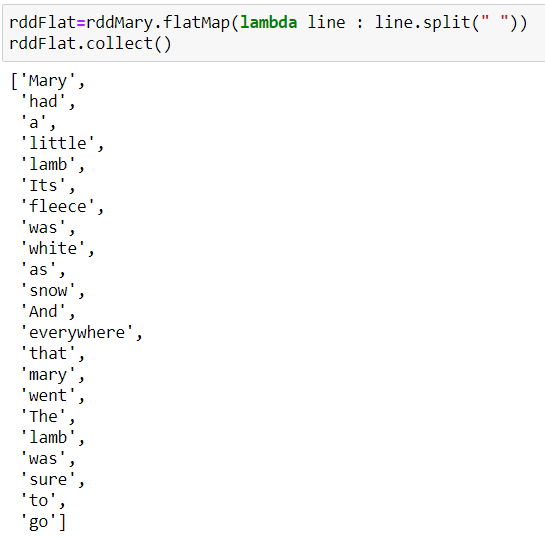 rddFlat=rddMary.flatMap(lambda line : line.split(" "))
rddFlat.collect()
['Mary',
 'had',
 'a',
 'little',
 'lamb',
 'Its',
 'fleece',
 'was',
 'white',
 'as',
 'snow',
 'And',
 'everywhere',
 'that',
 'mary',
 'went',
 'The',
 'lamb',
 'was',
 'sure',
 'to',
 'go']